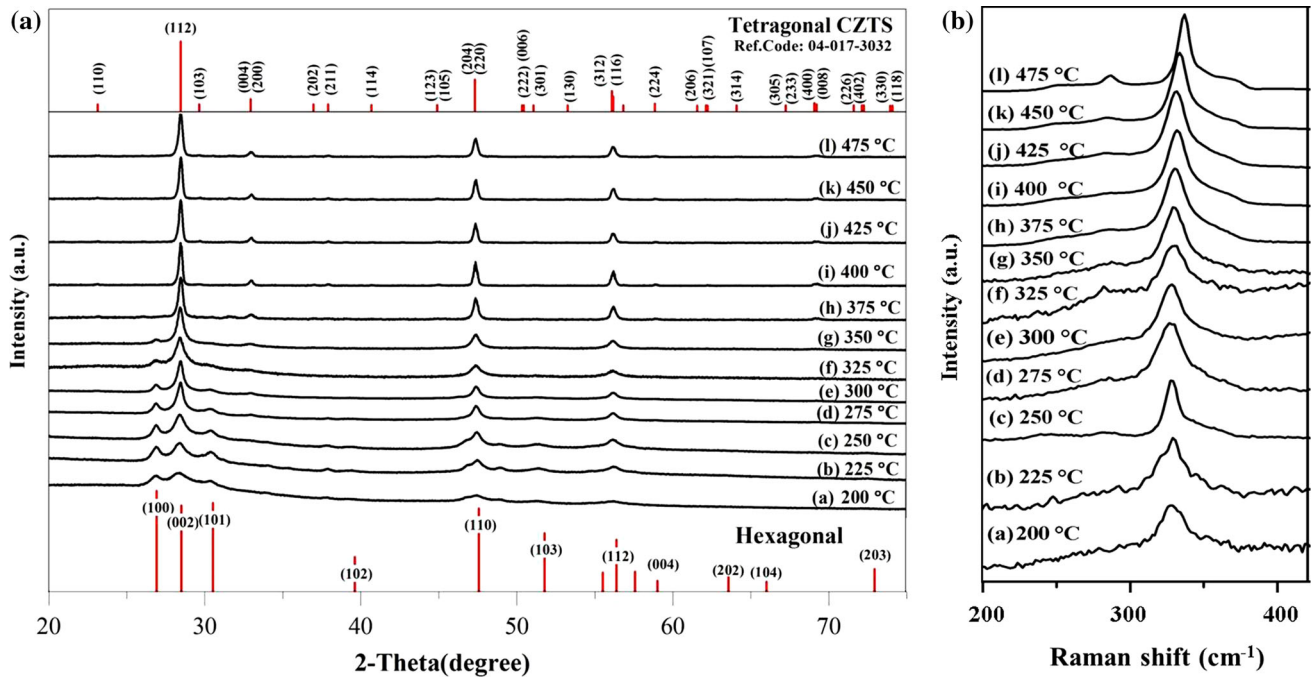 (a)
Tetragonal CZTS
Ref.Code: 04-017-3032
(110)
(112)
(103)
(004)
(200)
(202)
(211)
(114)
(123)
(105)
(204)
(220)
(222)
(006)
(301)
(130)
(312)
(116)
(224)
(206)
(321)
(107)
(314)
(305)
(233)
(400)
(008)
(226)
(402)
(330)
(118)
(l) 475 °C
(k) 450 °C
(j) 425 °C
(i) 400 °C
(h) 375 °C
(g) 350 °C
(f) 325 °C
(e) 300 °C
(d) 275 °C
(c) 250 °C
(b) 225 °C
(a) 200 °C
Hexagonal
(100)
(002)
(101)
(102)
(110)
(103)
(112)
(004)
(202)
(104)
(203)
20 30 40 50 60 70
2-Theta(degree)
Intensity (a.u.)
(b)
(l) 475 °C
(k) 450 °C
(j) 425 °C
(i) 400 °C
(h) 375 °C
(g) 350 °C
(f) 325 °C
(e) 300 °C
(d) 275 °C
(c) 250 °C
(b) 225 °C
(a) 200 °C
200 300 400
Raman shift (cm-1)
Intensity (a.u.)